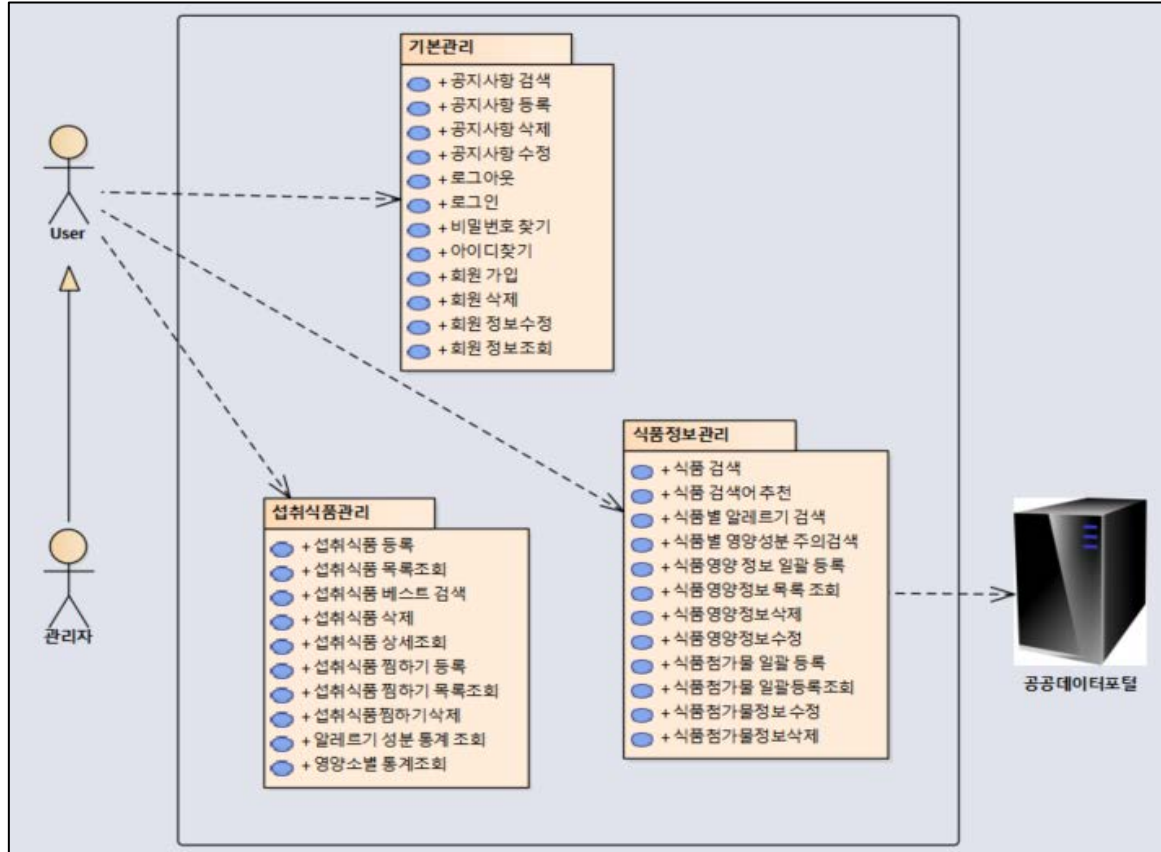 기본관리
+ 공지사항 검색
+ 공지사항 등록
+ 공지사항 삭제
+ 공지사항 수정
+ 로그아웃
+ 로그인
+ 비밀번호 찾기
+ 아이디찾기
+ 회원 가입
+ 회원 삭제
+ 회원 정보수정
+ 회원 정보조회
User
관리자
섭취식품관리
+ 섭취식품 등록
+ 섭취식품 목록조회
+ 섭취식품 베스트 검색
+ 섭취식품 삭제
+ 섭취식품 상세조회
+ 섭취식품 찜하기 등록
+ 섭취식품 찜하기 목록조회
+ 섭취식품찜하기삭제
+ 알레르기 성분 통계 조회
+ 영양소별 통계조회
식품정보관리
+ 식품 검색
+ 식품 검색어 추천
+ 식품별 알레르기 검색
+ 식품별 영양성분 주의검색
+ 식품영양 정보 일괄 등록
+ 식품영양정보 목록 조회
+ 식품영양정보삭제
+ 식품영양정보수정
+ 식품첨가물 일괄 등록
+ 식품첨가물 일괄등록조회
+ 식품첨가물정보 수정
+ 식품첨가물정보삭제
공공데이터포털